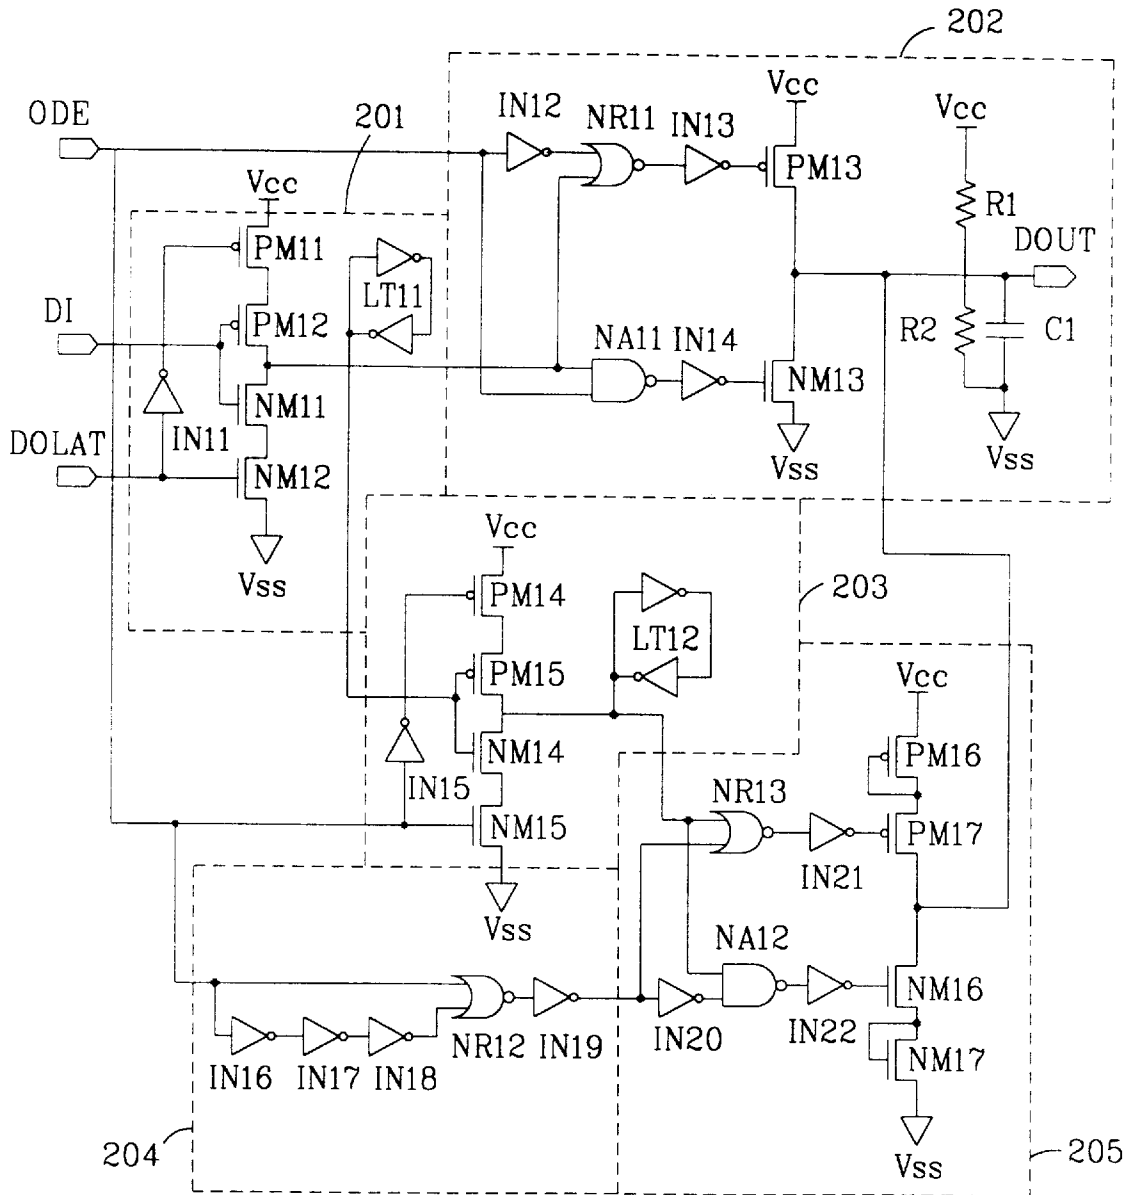 202
ODE
201
IN12
NR11
IN13
Vcc
PM13
Vcc
R1
DOUT
Vcc
PM11
LT11
DI
PM12
NA11
IN14
R2
C1
NM11
NM13
DOLAT
IN11
NM12
Vss
Vss
Vss
Vcc
PM14
203
LT12
PM15
Vcc
NM14
IN15
PM16
NR13
NM15
PM17
IN21
Vss
NA12
NM16
NR12
IN19
IN20
IN22
NM17
IN16
IN17
IN18
204
205
Vss